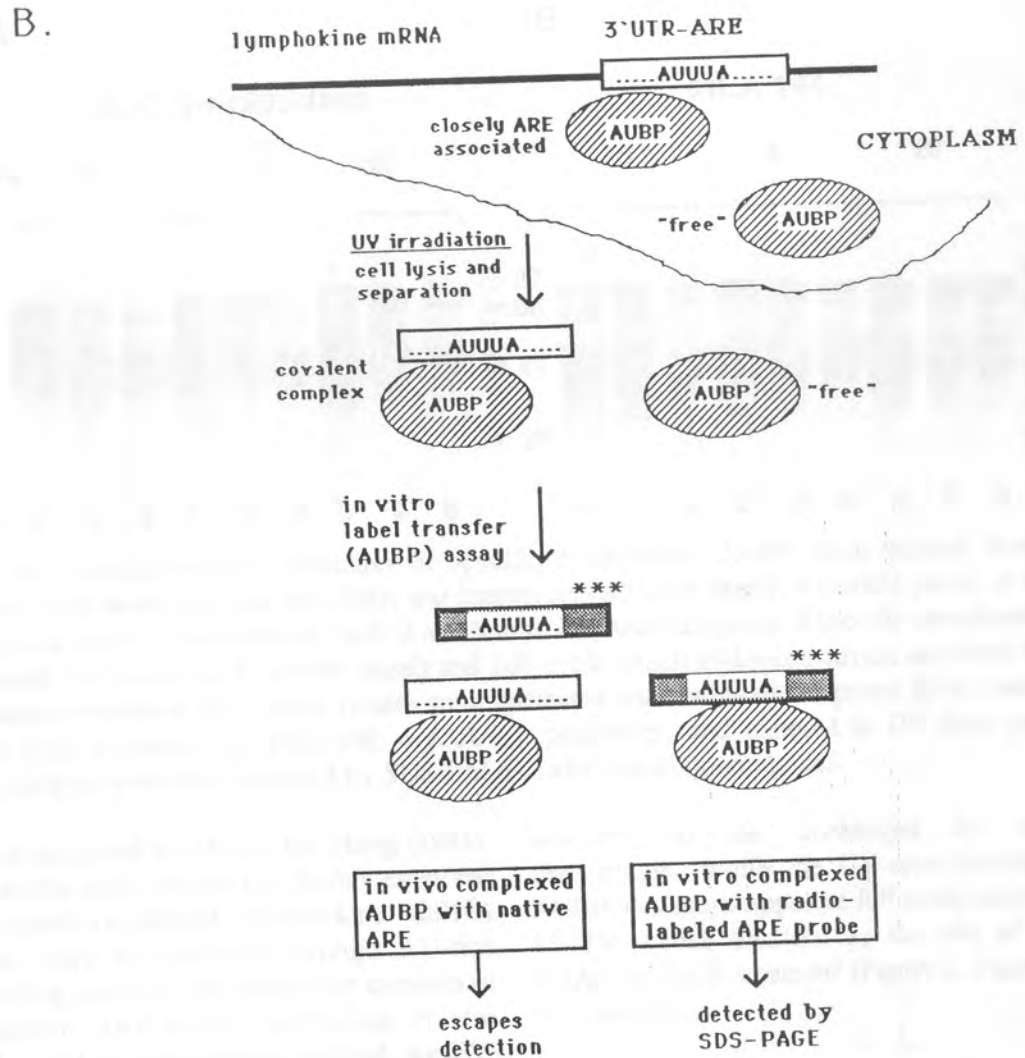 B.
lymphokine mRNA
3`UTR-ARE
.....AUUUA.....
closely ARE
associated
AUBP
CYTOPLASM
"free"
AUBP
UV irradiation
cell lysis and
separation
.....AUUUA.....
covalent
complex
AUBP
AUBP
"free"
in vitro
label transfer
(AUBP) assay
***
.AUUUA.
.....AUUUA.....
AUBP
***
.AUUUA.
AUBP
in vivo complexed
AUBP with native
ARE
in vitro complexed
AUBP with radio
labeled ARE probe
escapes
detection
detected by
SDS-PAGE